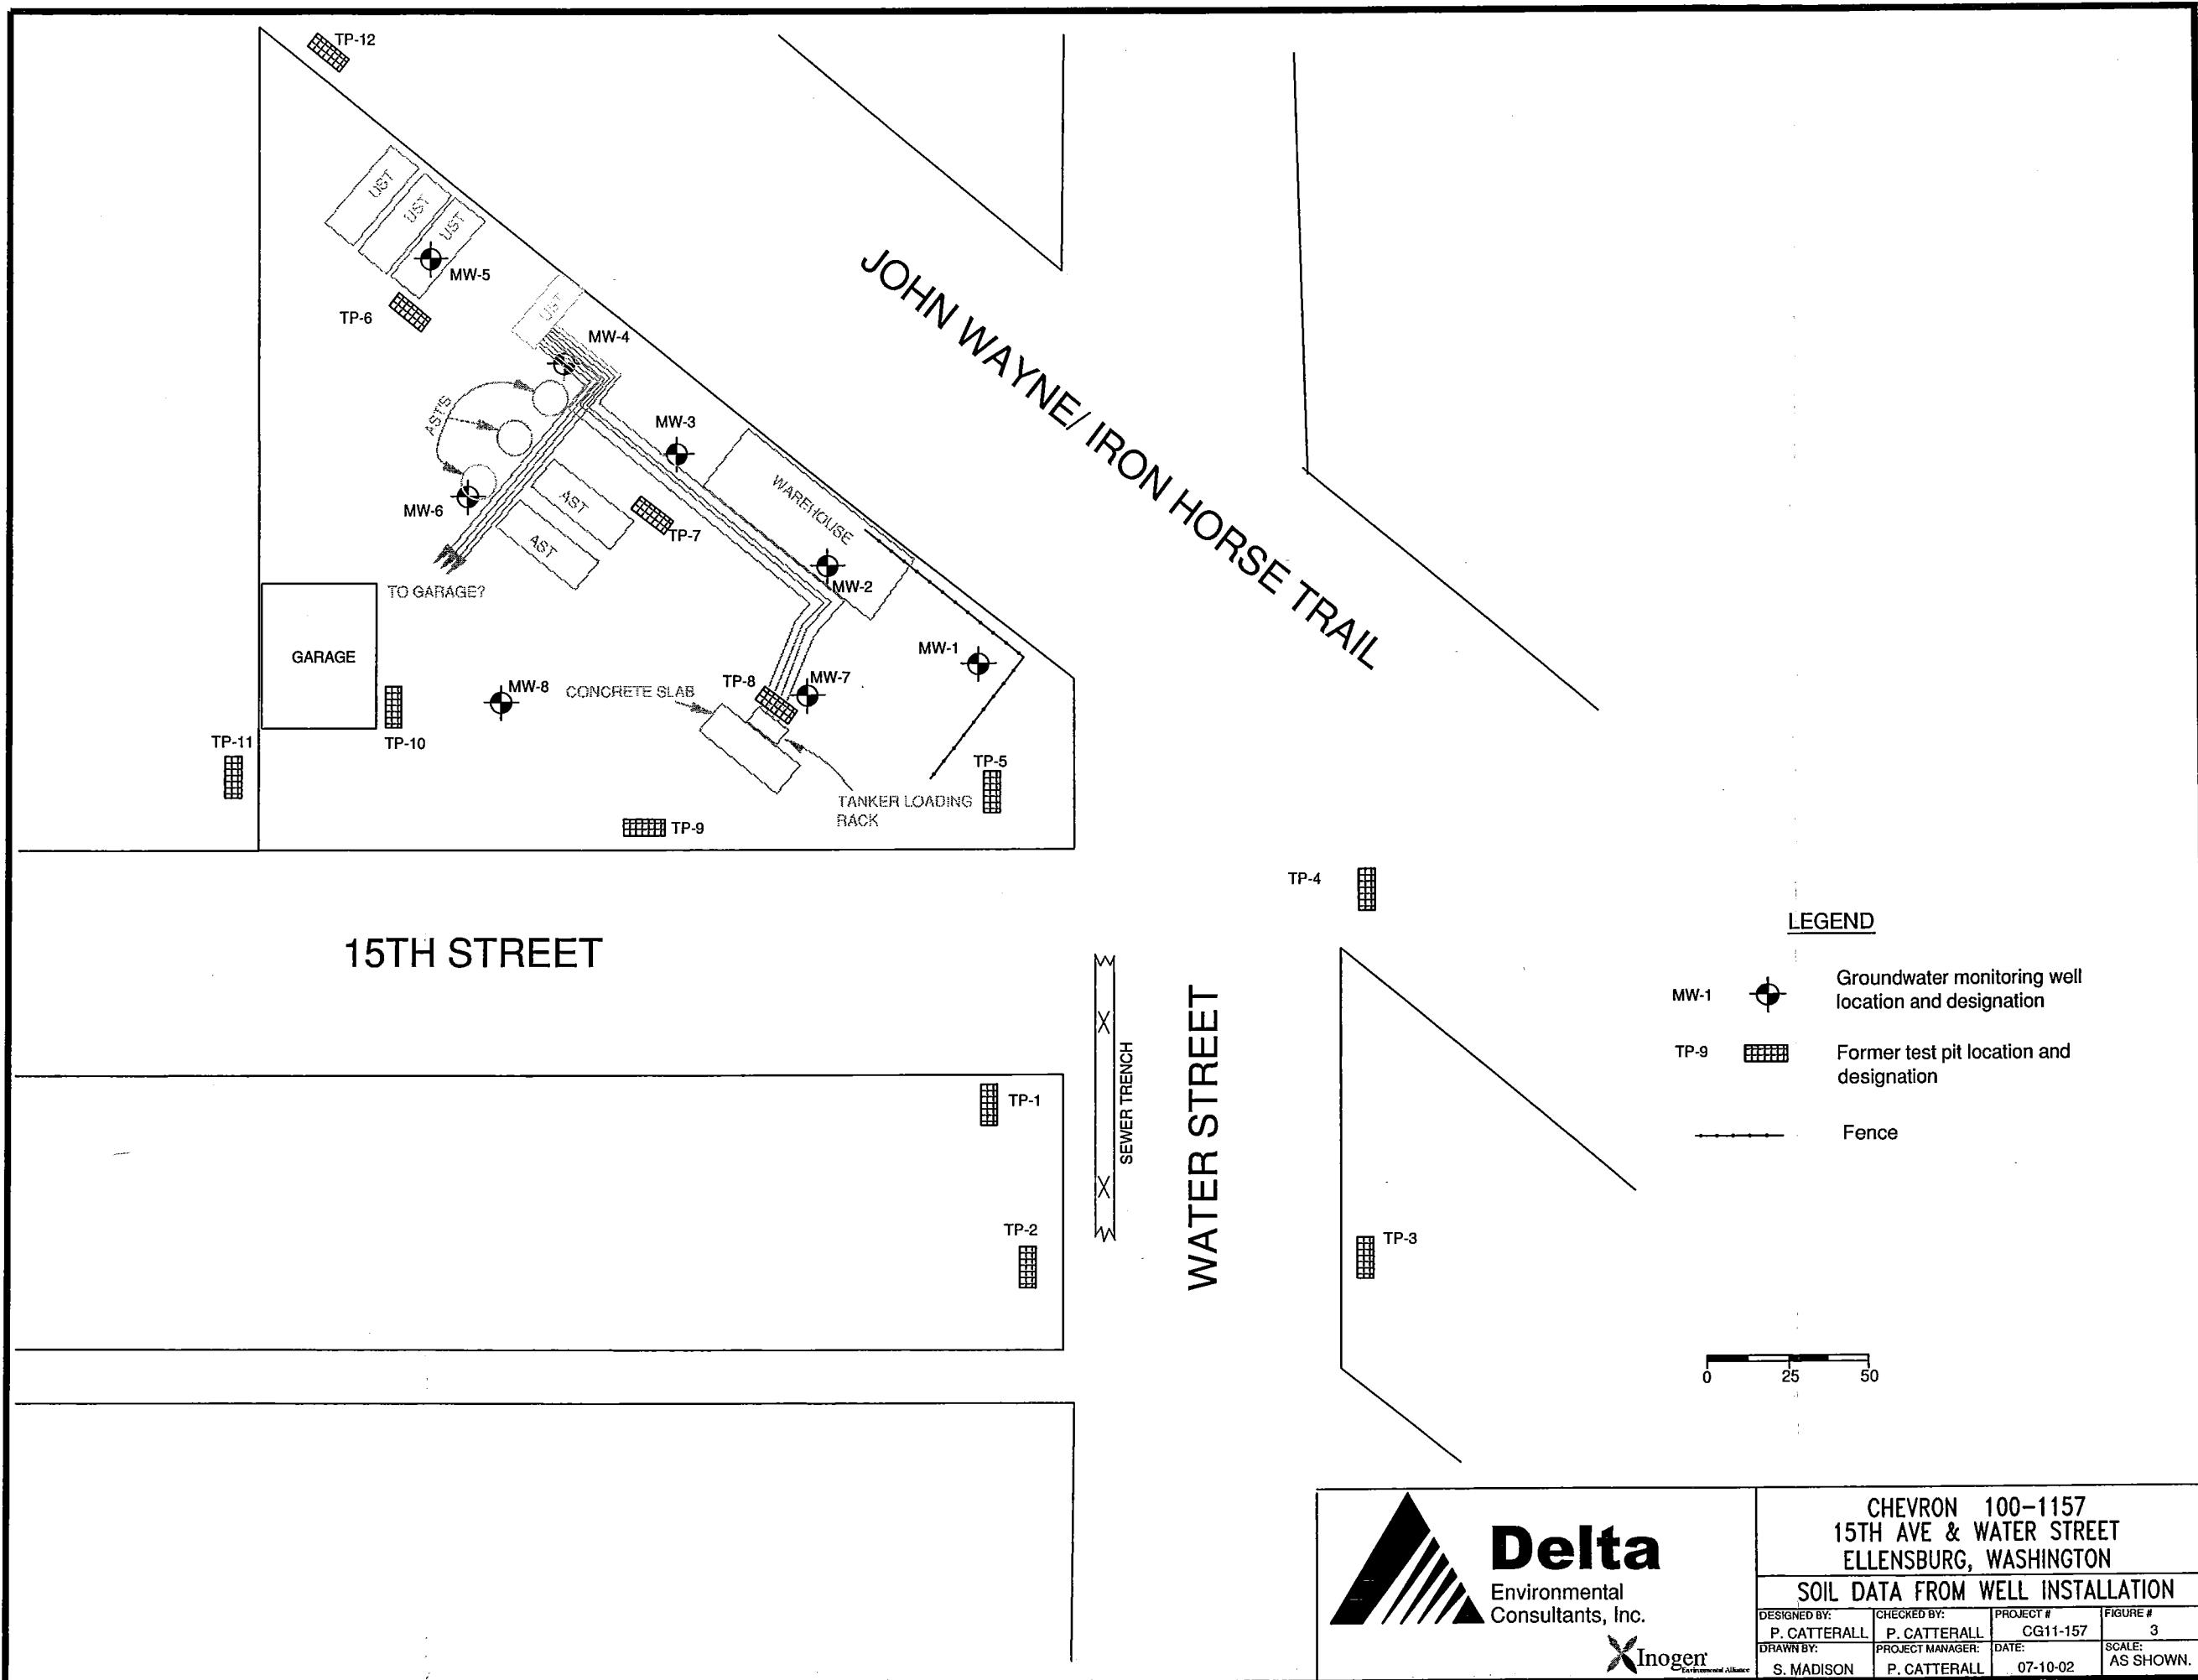 TP-12
UST
UST
UST
MW-5
TP-6
UST
MW-4
AST'S
MW-3
WAREHOUSE
MW-6
AST
AST
TP-7
MW-2
TO GARAGE?
GARAGE
MW-1
MW-8
CONCRETE SLAB
TP-8
MW-7
TP-10
TP-11
TP-5
TANKER LOADING
RACK
TP-9
JOHN WAYNE/ IRON HORSE TRAIL
TP-4
15TH STREET
LEGEND
MW-1
Groundwater monitoring well
location and designation
TP-9
Former test pit location and
designation
Fence
SEWER TRENCH
WATER STREET
TP-1
TP-2
TP-3
0 25 50
Delta
Environmental
Consultants, Inc.
Inogen
Environmental Alliance
CHEVRON 100-1157
15TH AVE & WATER STREET
ELLENSBURG, WASHINGTON
SOIL DATA FROM WELL INSTALLATION
DESIGNED BY: CHECKED BY: PROJECT # FIGURE #
P. CATTERALL P. CATTERALL CG11-157 3
DRAWN BY: PROJECT MANAGER: DATE: SCALE:
S. MADISON P. CATTERALL 07-10-02 AS SHOWN.